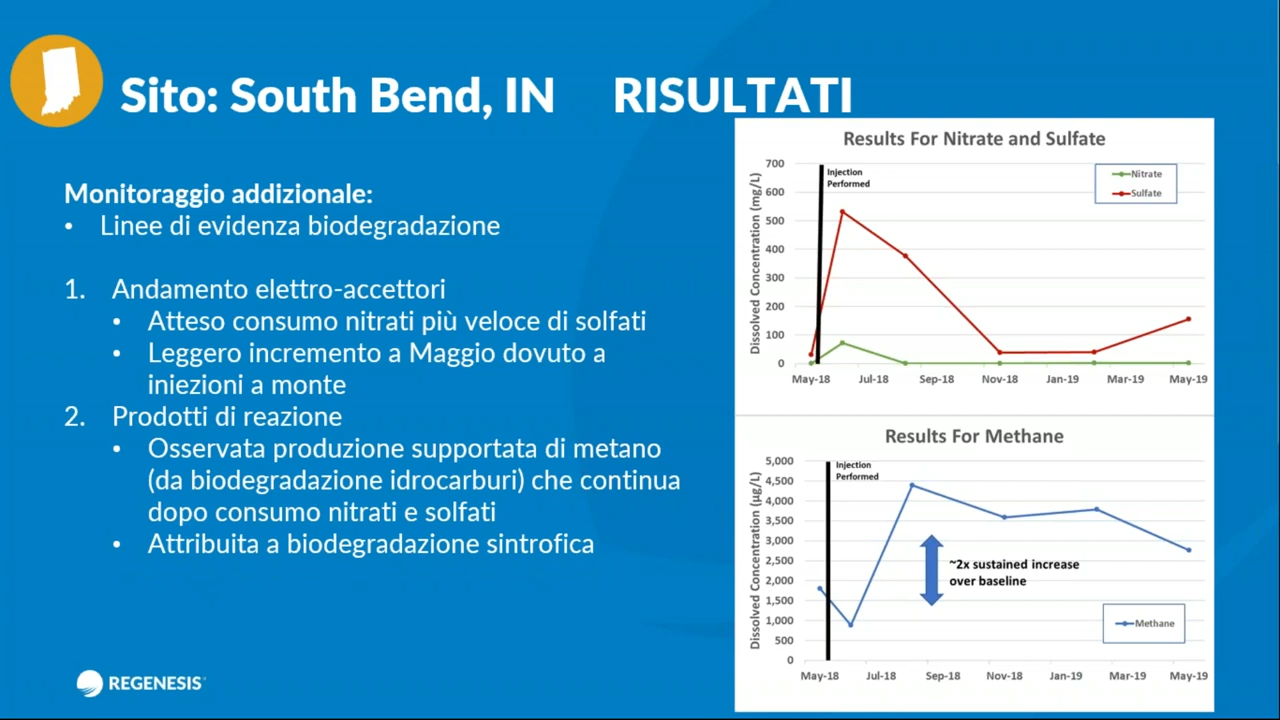 Sito: South Bend, IN RISULTATI
Monitoraggio addizionale:
• Linee di evidenza biodegradazione
1. Andamento elettro-accettori
• Atteso consumo nitrati più veloce di solfati
• Leggero incremento a Maggio dovuto a
iniezioni a monte
2. Prodotti di reazione
• Osservata produzione supportata di metano
(da biodegradazione idrocarburi) che continua
dopo consumo nitrati e solfati
• Attribuita a biodegradazione sintrofica
REGENESIS
Results For Nitrate and Sulfate
Dissolved Concentration (mg/L)
700
600
500
400
300
200
100
0
Injection
Performed
Nitrate
Sulfate
May-18 Jul-18 Sep-18 Nov-18 Jan-19 Mar-19 May-19
Results For Methane
Dissolved Concentration (µg/L)
5,000
4,500
4,000
3,500
3,000
2,500
2,000
1,500
1,000
500
0
Injection
Performed
~2x sustained increase
over baseline
Methane
May-18 Jul-18 Sep-18 Nov-18 Jan-19 Mar-19 May-19